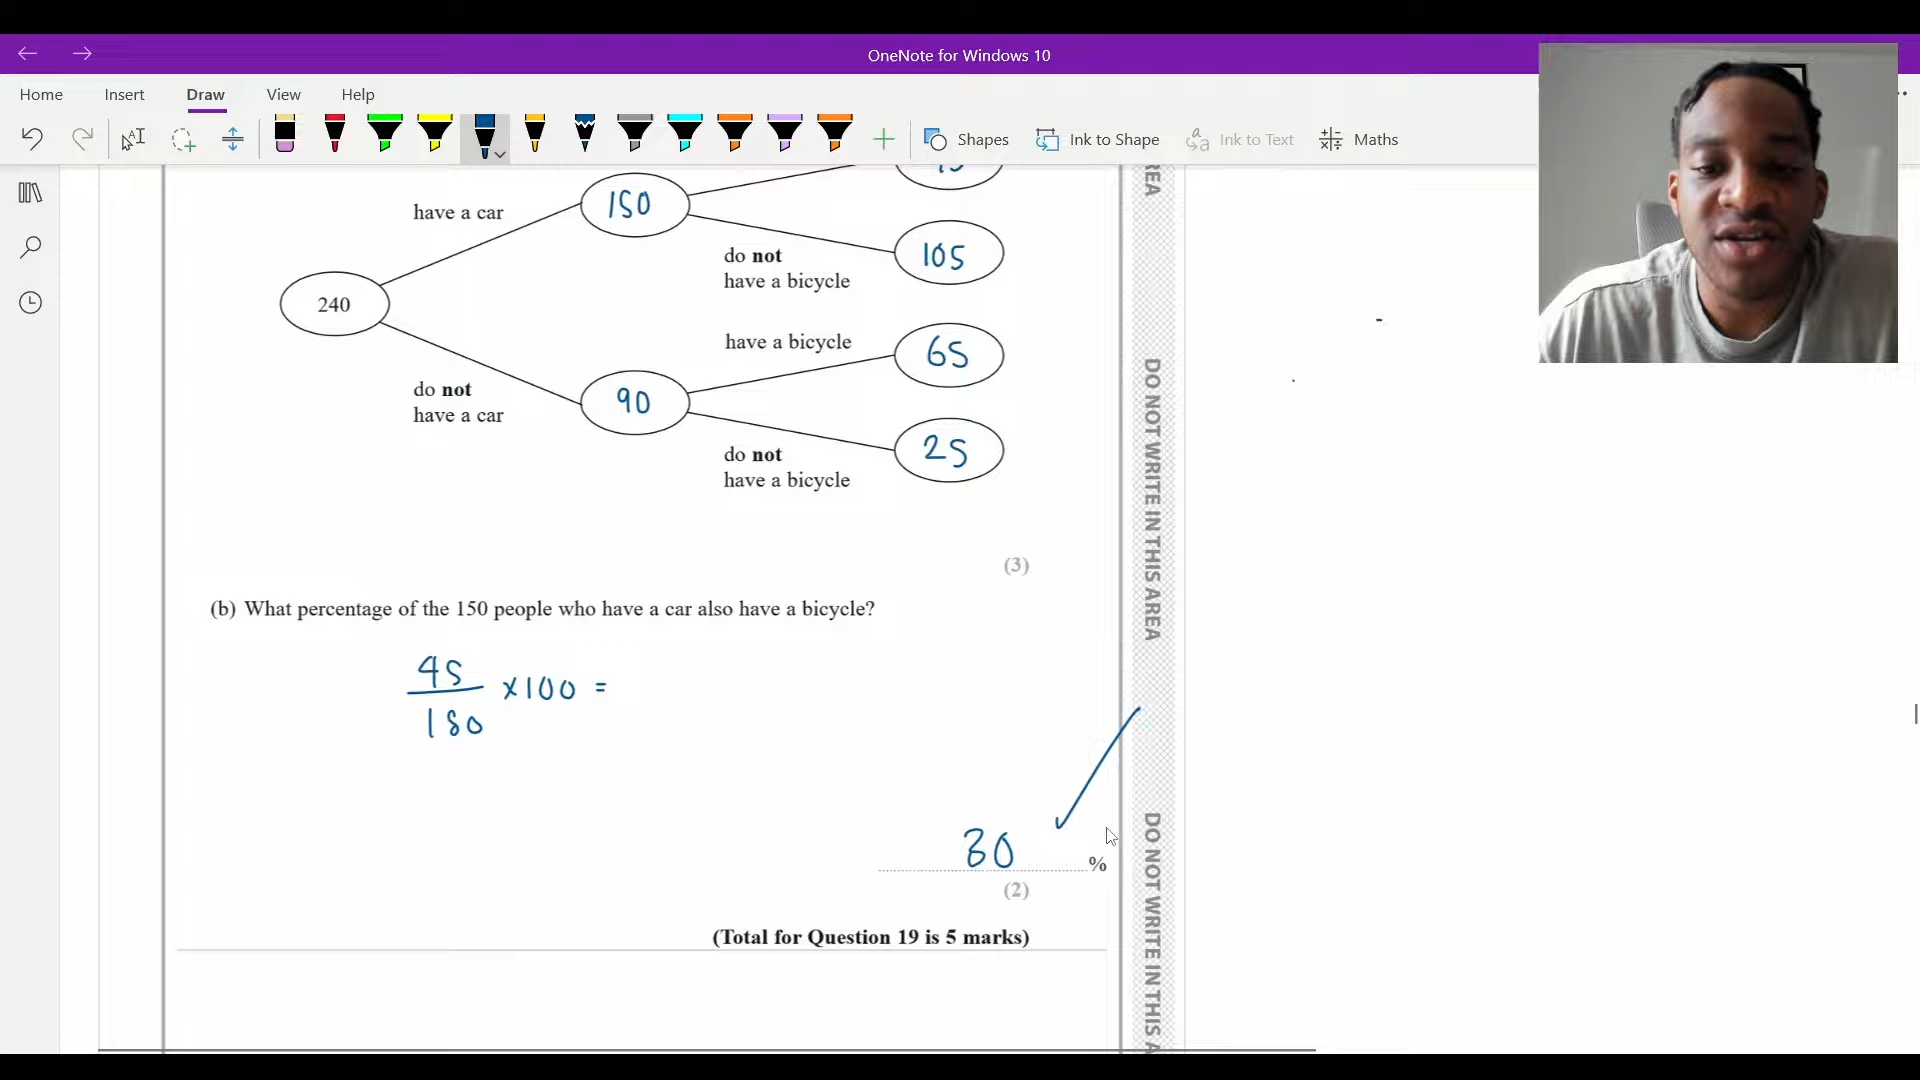 OneNote for Windows 10
Home Insert Draw View Help
Shapes Ink to Shape Ink to Text Maths
have a car
150
do not
have a bicycle
105
240
have a bicycle
65
do not
have a car
90
do not
have a bicycle
25
(3)
(b) What percentage of the 150 people who have a car also have a bicycle?
45
150
×100 =
30
%
(2)
(Total for Question 19 is 5 marks)
DO NOT WRITE IN THIS AREA
DO NOT WRITE IN THIS A